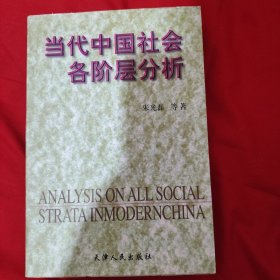 当代中国社会
各阶层分析
朱光磊 等著
ANALYSIS ON ALL SOCIAL
STRATA INMODERNCHINA
天津人民出版社